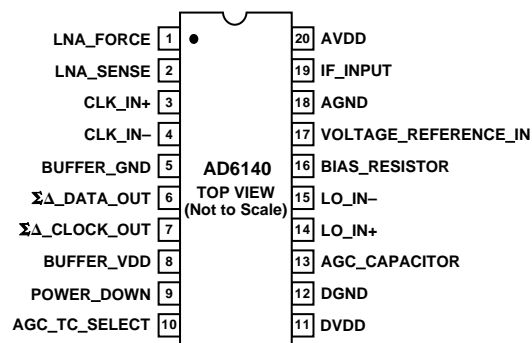 LNA_FORCE 1 20 AVDD
LNA_SENSE 2 19 IF_INPUT
CLK_IN+ 3 18 AGND
CLK_IN– 4 17 VOLTAGE_REFERENCE_IN
BUFFER_GND 5 16 BIAS_RESISTOR
AD6140
ΣΔ_DATA_OUT 6 15 LO_IN–
TOP VIEW
(Not to Scale)
ΣΔ_CLOCK_OUT 7 14 LO_IN+
BUFFER_VDD 8 13 AGC_CAPACITOR
POWER_DOWN 9 12 DGND
AGC_TC_SELECT 10 11 DVDD